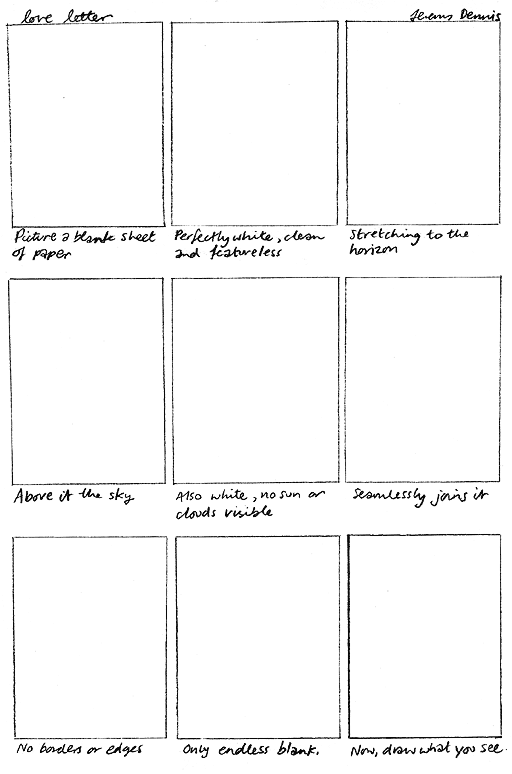 love letter
Jeremy Dennis
Picture a blank sheet
of paper
Perfectly white, clean
and featureless
Stretching to the
horizon
Above it the sky
Also white, no sun or
clouds visible
Seamlessly joins it
No borders or edges
Only endless blank.
Now, draw what you see.